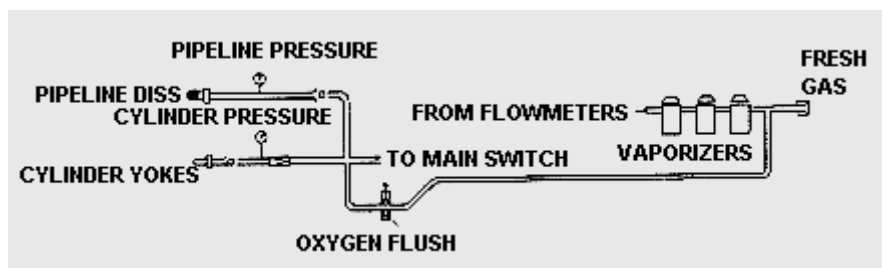 PIPELINE PRESSURE
PIPELINE DISS
CYLINDER PRESSURE
CYLINDER YOKES
TO MAIN SWITCH
OXYGEN FLUSH
FROM FLOWMETERS
VAPORIZERS
FRESH
GAS